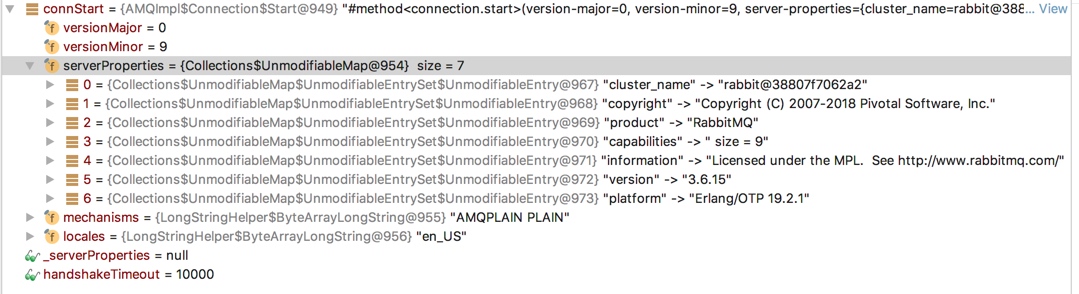 connStart = {AMQImpl$Connection$Start@949} "#method<connection.start>(version-major=0, version-minor=9, server-properties={cluster_name=rabbit@388... View
versionMajor = 0
versionMinor = 9
serverProperties = {Collections$UnmodifiableMap@954} size = 7
0 = {Collections$UnmodifiableMap$UnmodifiableEntrySet$UnmodifiableEntry@967} "cluster_name" -> "rabbit@38807f7062a2"
1 = {Collections$UnmodifiableMap$UnmodifiableEntrySet$UnmodifiableEntry@968} "copyright" -> "Copyright (C) 2007-2018 Pivotal Software, Inc."
2 = {Collections$UnmodifiableMap$UnmodifiableEntrySet$UnmodifiableEntry@969} "product" -> "RabbitMQ"
3 = {Collections$UnmodifiableMap$UnmodifiableEntrySet$UnmodifiableEntry@970} "capabilities" -> " size = 9"
4 = {Collections$UnmodifiableMap$UnmodifiableEntrySet$UnmodifiableEntry@971} "information" -> "Licensed under the MPL.  See http://www.rabbitmq.com/"
5 = {Collections$UnmodifiableMap$UnmodifiableEntrySet$UnmodifiableEntry@972} "version" -> "3.6.15"
6 = {Collections$UnmodifiableMap$UnmodifiableEntrySet$UnmodifiableEntry@973} "platform" -> "Erlang/OTP 19.2.1"
mechanisms = {LongStringHelper$ByteArrayLongString@955} "AMQPLAIN PLAIN"
locales = {LongStringHelper$ByteArrayLongString@956} "en_US"
_serverProperties = null
handshakeTimeout = 10000